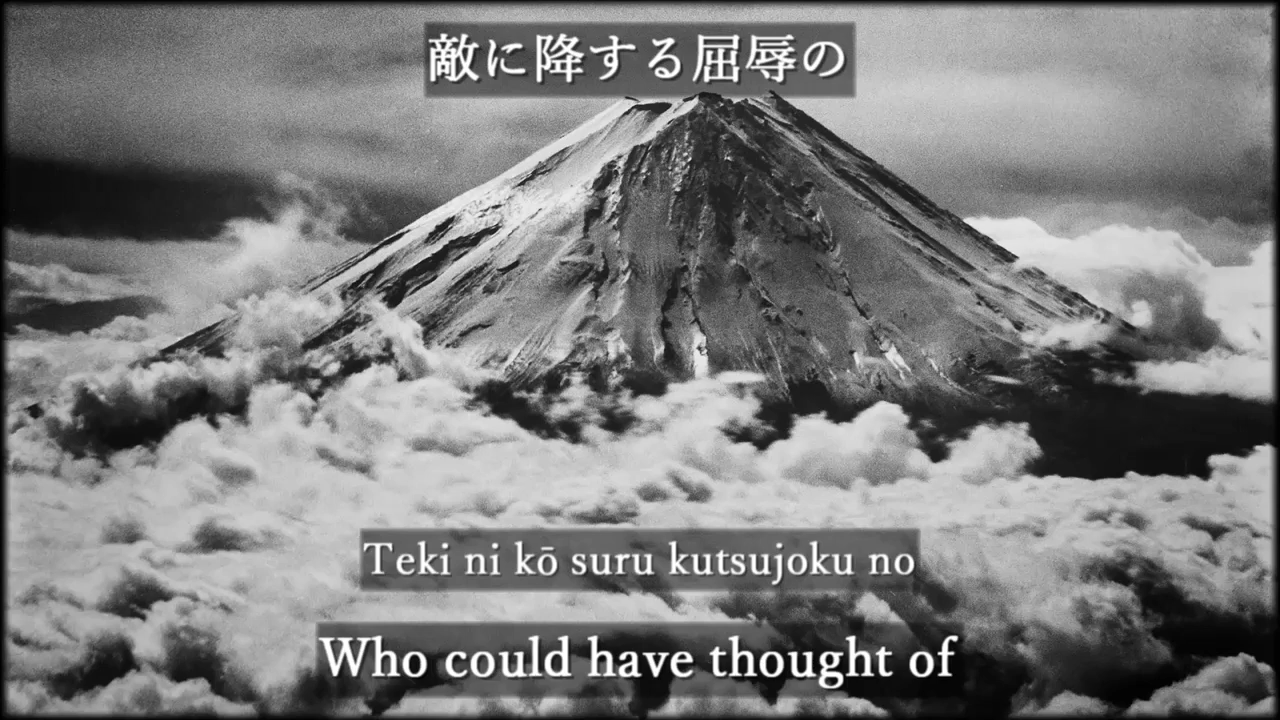 敵に降する屈辱の
Teki ni kō suru kutsujoku no
Who could have thought of